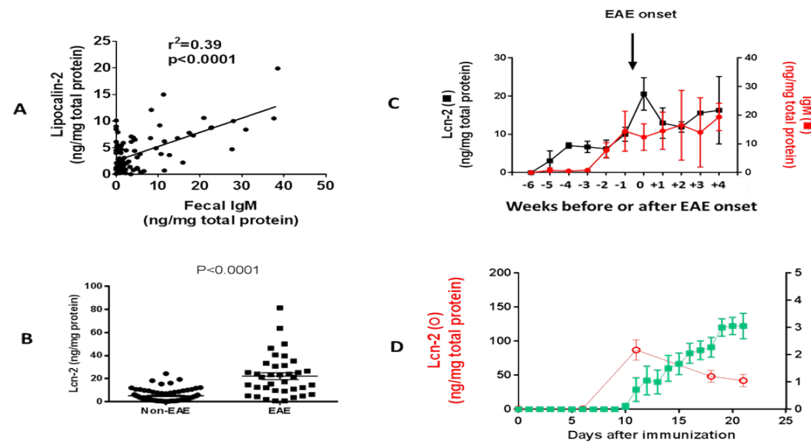 A
r²=0.39
p<0.0001
Lipocalin-2
(ng/mg total protein)
25
20
15
10
5
0
0 10 20 30 40 50
Fecal IgM
(ng/mg total protein)
B
P<0.0001
Lcn-2 (ng/mg protein)
100
80
60
40
20
0
Non-EAE EAE
C
EAE onset
Lcn-2 (■)
(ng/mg total protein)
30
20
10
0
40
30
20
10
0
IgM (■)
(ng/mg total protein)
-6 -5 -4 -3 -2 -1 0 +1 +2 +3 +4
Weeks before or after EAE onset
D
Lcn-2 (O)
(ng/mg total protein)
200
150
100
50
0
5
4
3
2
1
0
0 5 10 15 20
Days after immunization